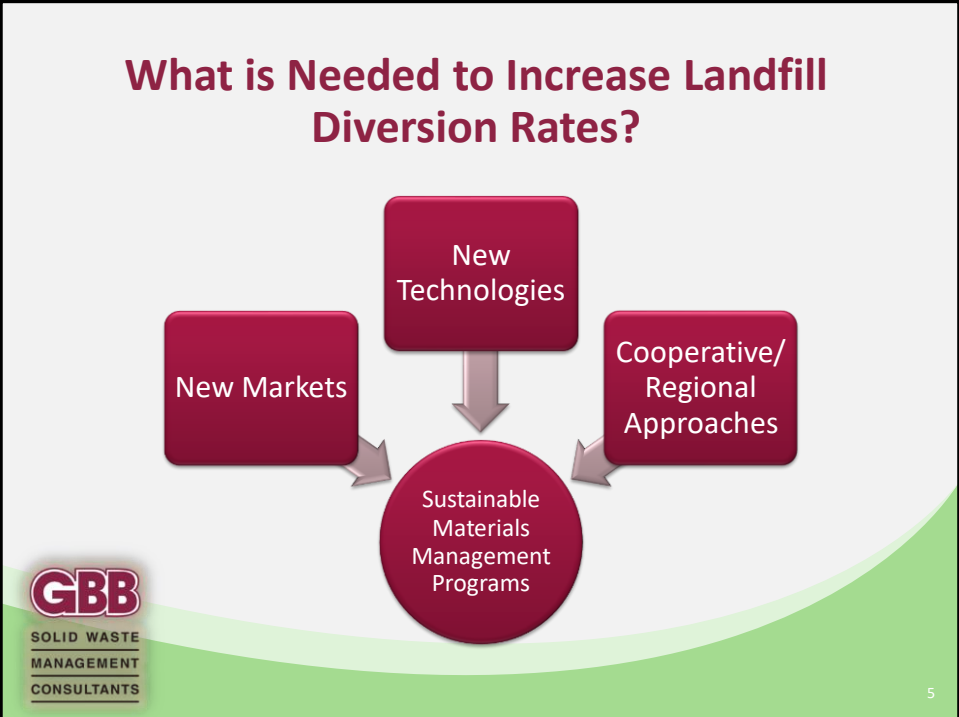 What is Needed to Increase Landfill
Diversion Rates?
New
Technologies
New Markets
Cooperative/
Regional
Approaches
Sustainable
Materials
Management
Programs
GBB
SOLID WASTE
MANAGEMENT
CONSULTANTS
5